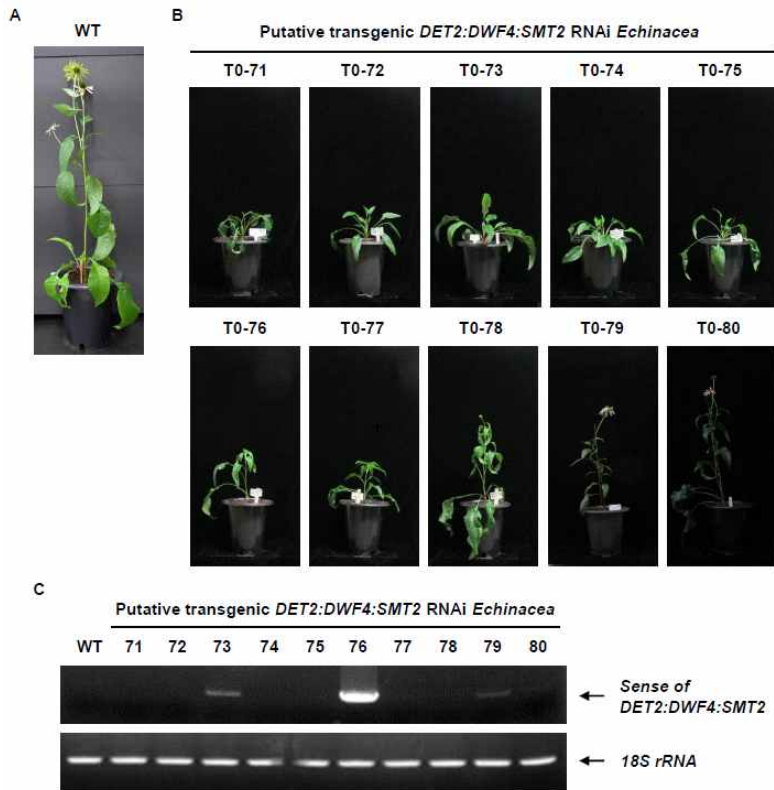 A
WT
B
Putative transgenic DET2:DWF4:SMT2 RNAi Echinacea
T0-71 T0-72 T0-73 T0-74 T0-75
T0-76 T0-77 T0-78 T0-79 T0-80
C
Putative transgenic DET2:DWF4:SMT2 RNAi Echinacea
WT 71 72 73 74 75 76 77 78 79 80
Sense of
DET2:DWF4:SMT2
18S rRNA